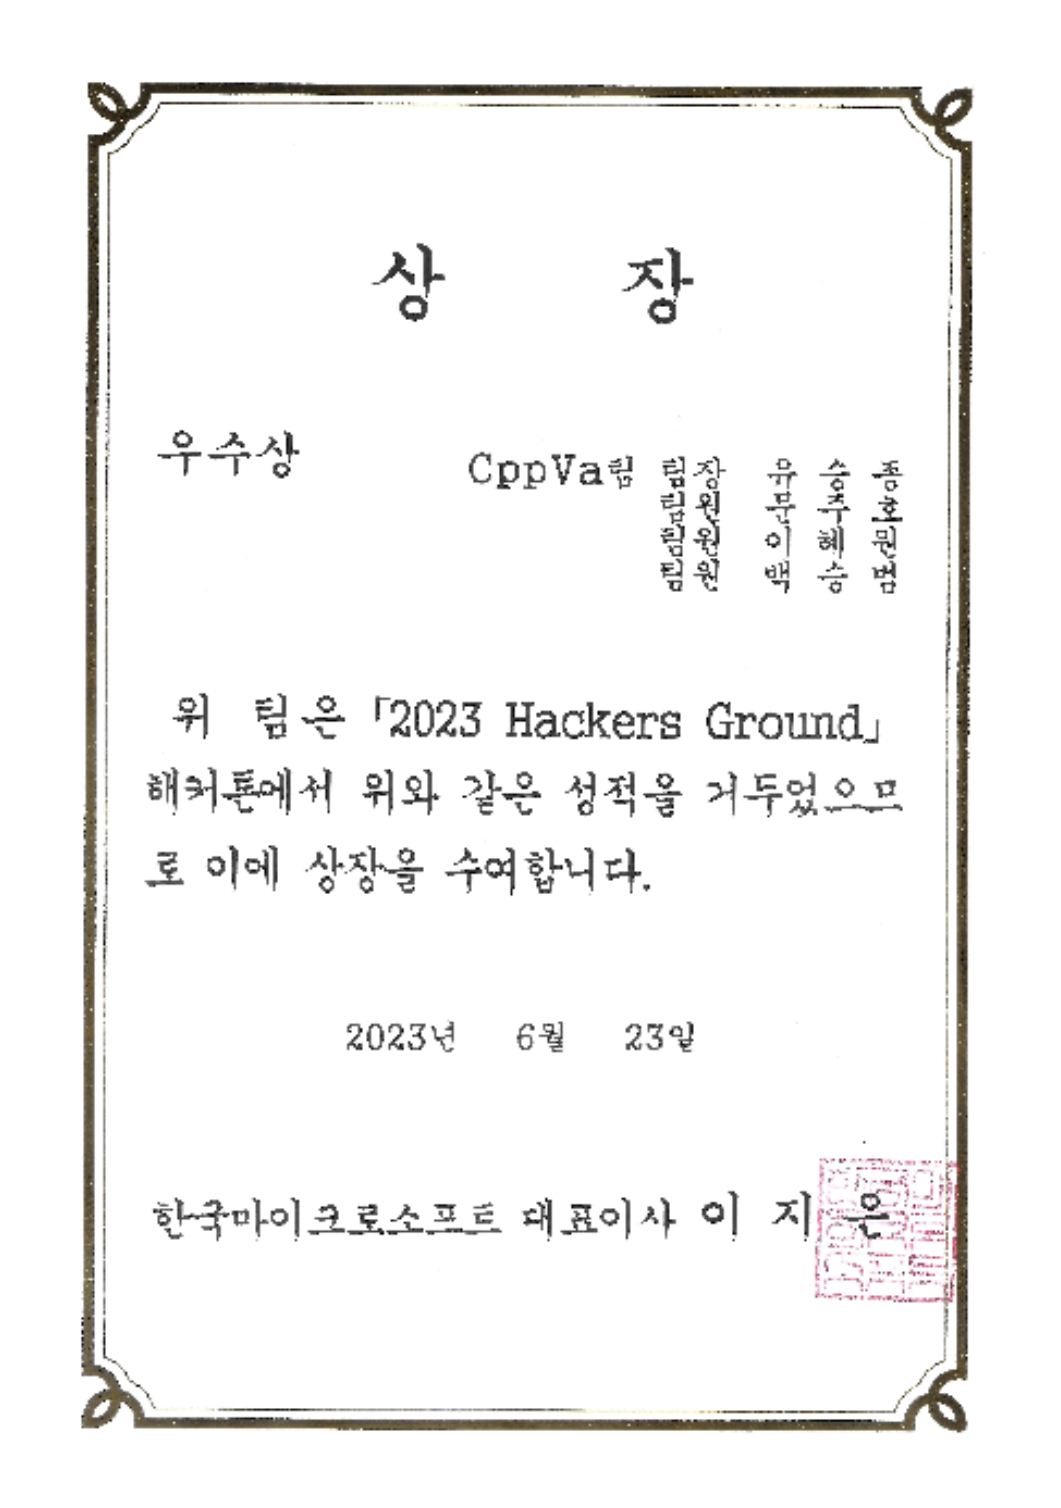 상 장
우수상
CppVa팀 팀장 유 승 종
팀원 무 주 호
팀원 이 혜 민
팀원 백 승 범
위 팀은 「2023 Hackers Ground」
해커톤에서 위와 같은 성적을 거두었으므
로 이에 상장을 수여합니다.
2023년 6월 23일
한국마이크로소프트 대표이사 이 지 은